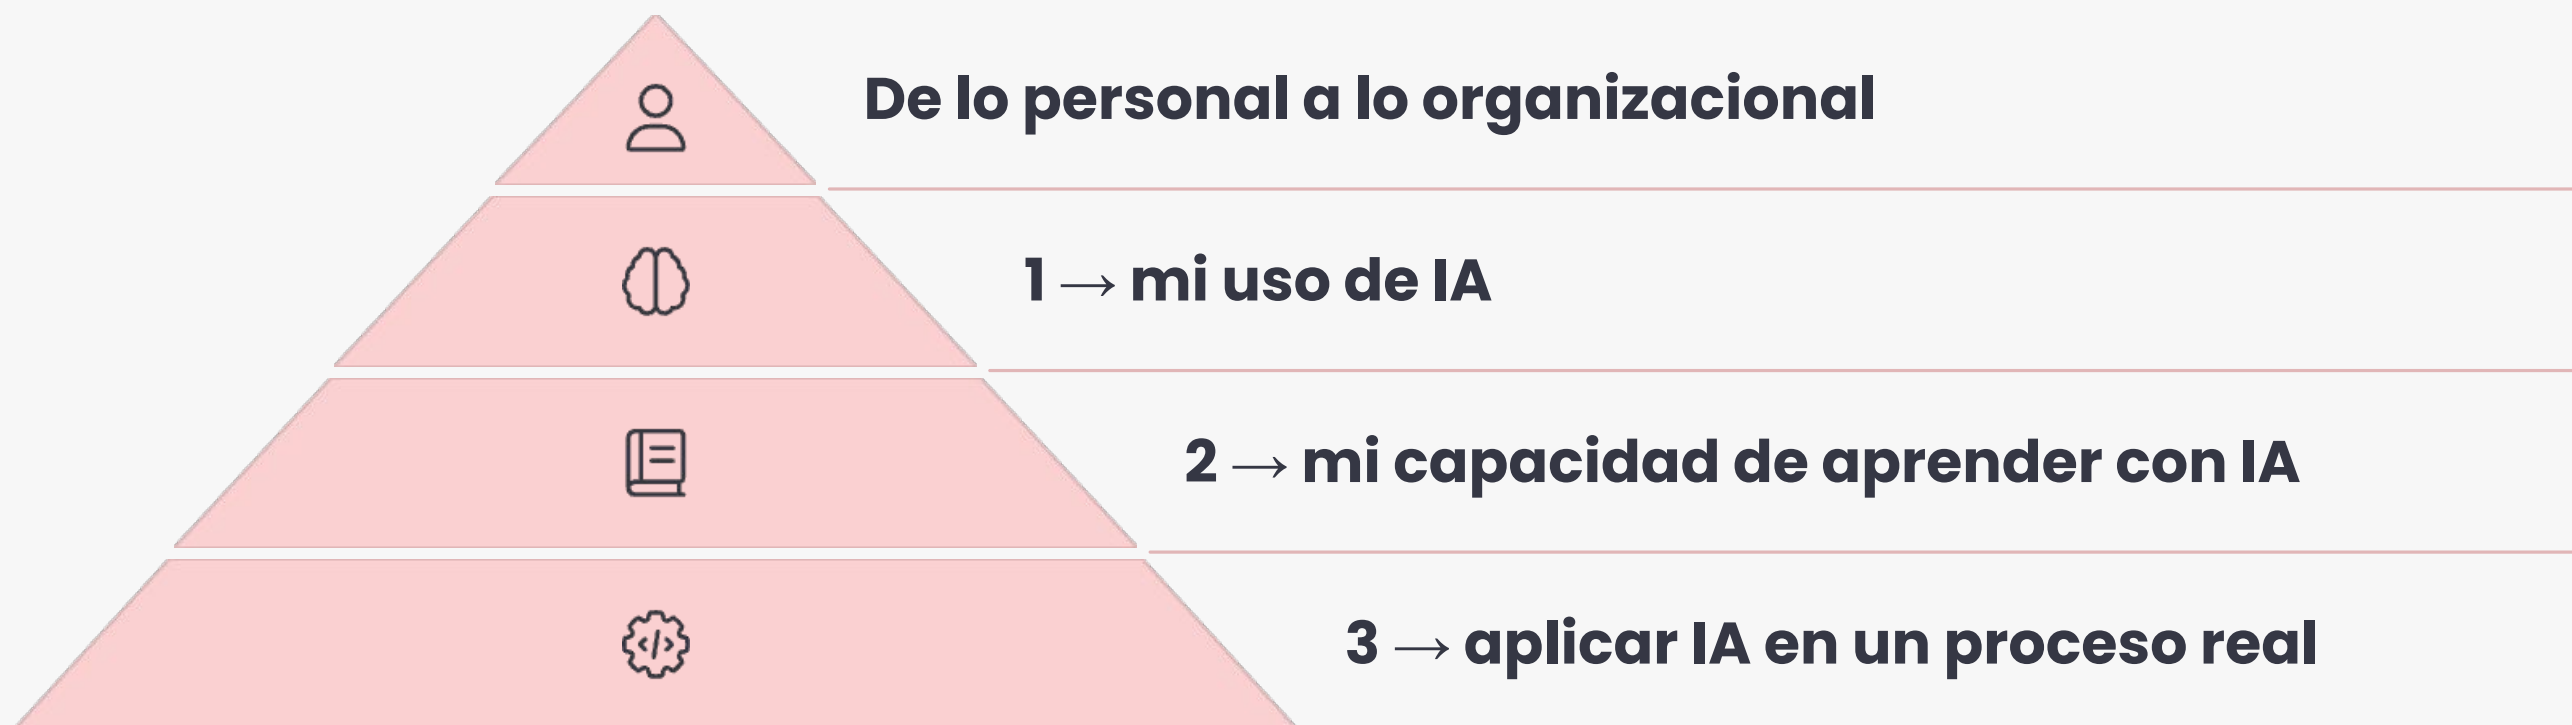 De lo personal a lo organizacional
1 → mi uso de IA
2 → mi capacidad de aprender con IA
3 → aplicar IA en un proceso real